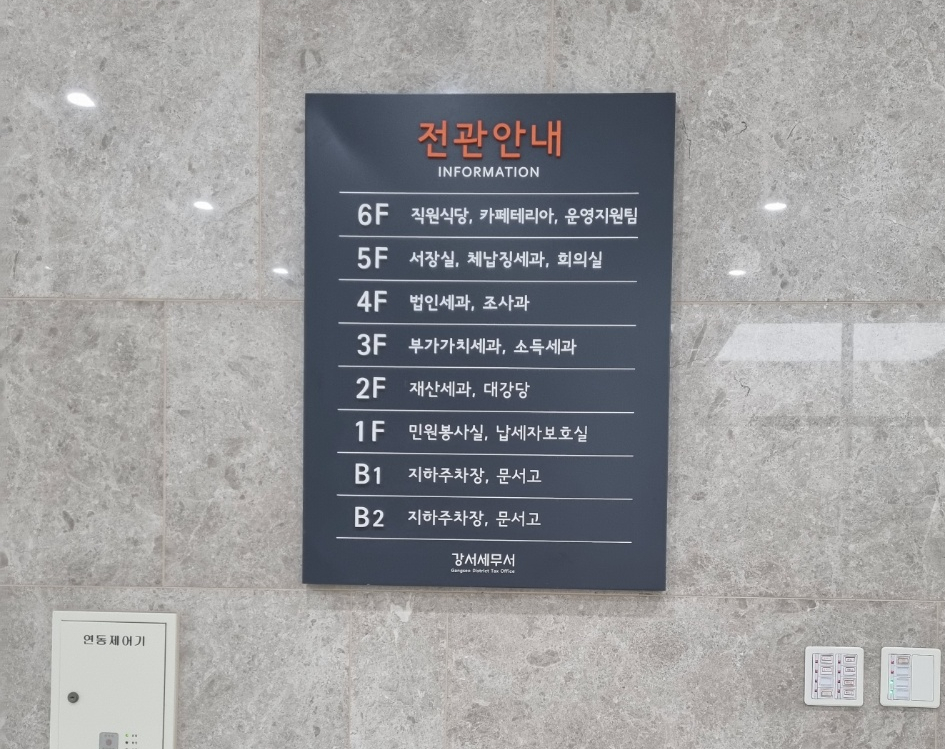 전관안내
INFORMATION
6F 직원식당, 카페테리아, 운영지원팀
5F 서장실, 체납징세과, 회의실
4F 법인세과, 조사과
3F 부가가치세과, 소득세과
2F 재산세과, 대강당
1F 민원봉사실, 납세자보호실
B1 지하주차장, 문서고
B2 지하주차장, 문서고
강서세무서
Gangseo District Tax Office
연동제어기